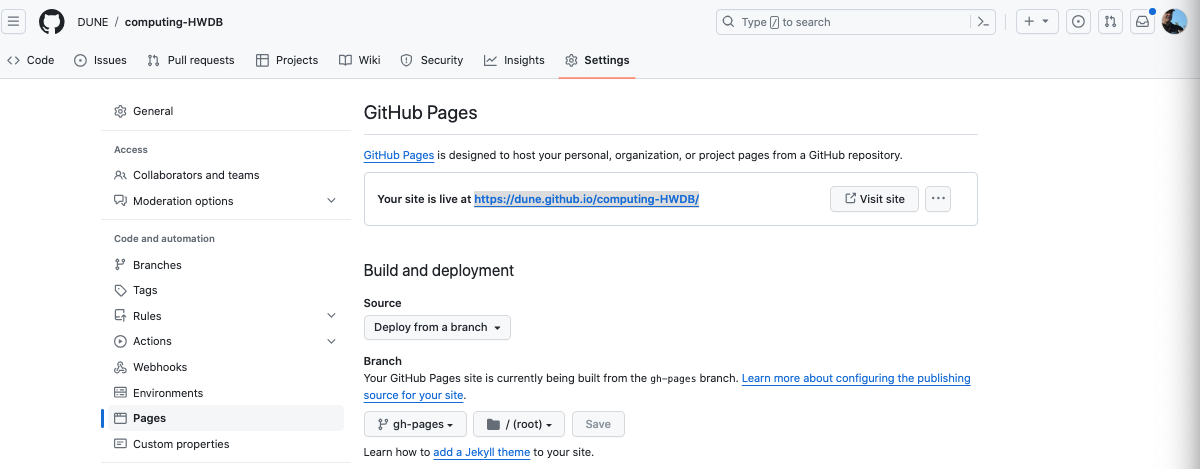 DUNE / computing-HWDB
Type / to search
Code
Issues
Pull requests
Projects
Wiki
Security
Insights
Settings
General
Access
Collaborators and teams
Moderation options
Code and automation
Branches
Tags
Rules
Actions
Webhooks
Environments
Pages
Custom properties
GitHub Pages
GitHub Pages is designed to host your personal, organization, or project pages from a GitHub repository.
Your site is live at https://dune.github.io/computing-HWDB/
Visit site
Build and deployment
Source
Deploy from a branch
Branch
Your GitHub Pages site is currently being built from the gh-pages branch. Learn more about configuring the publishing
source for your site.
gh-pages
/ (root)
Save
Learn how to add a Jekyll theme to your site.